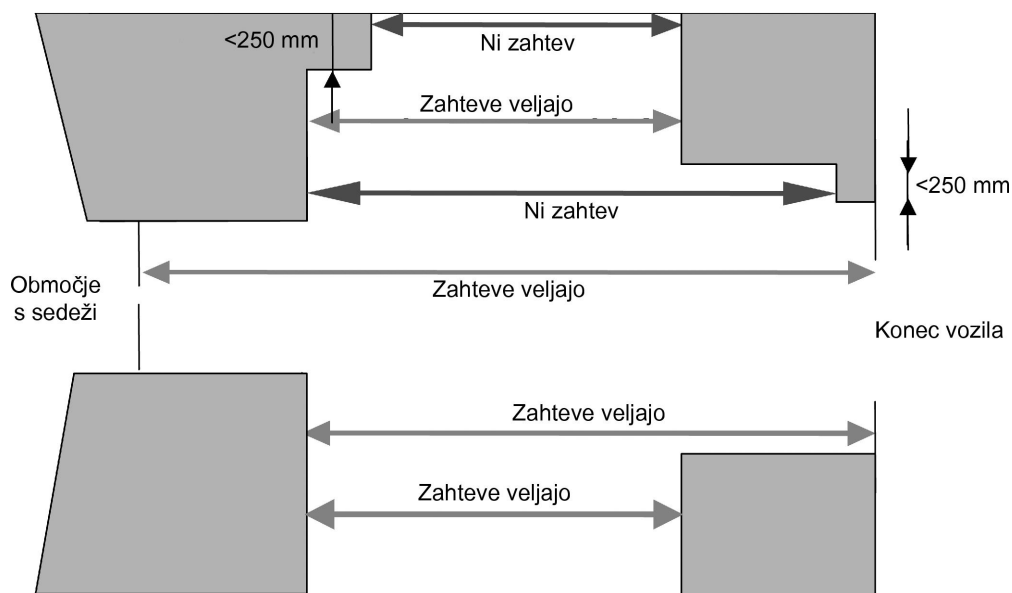 <250 mm
Ni zahtev
Zahteve veljajo
<250 mm
Ni zahtev
Območje
s sedeži
Zahteve veljajo
Konec vozila
Zahteve veljajo
Zahteve veljajo